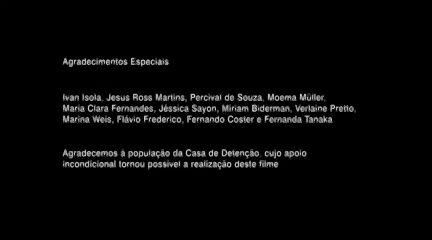 Agradecimentos Especiais
Ivan Isola, Jesus Ross Martins, Percival de Souza, Moema Müller,
Maria Clara Fernandes, Jéssica Sayon, Miriam Biderman, Verlaine Pretto,
Marina Weis, Flávio Frederico, Fernando Coster e Fernanda Tanaka
Agradecemos à população da Casa de Detenção, cujo apoio
incondicional tornou possível a realização deste filme